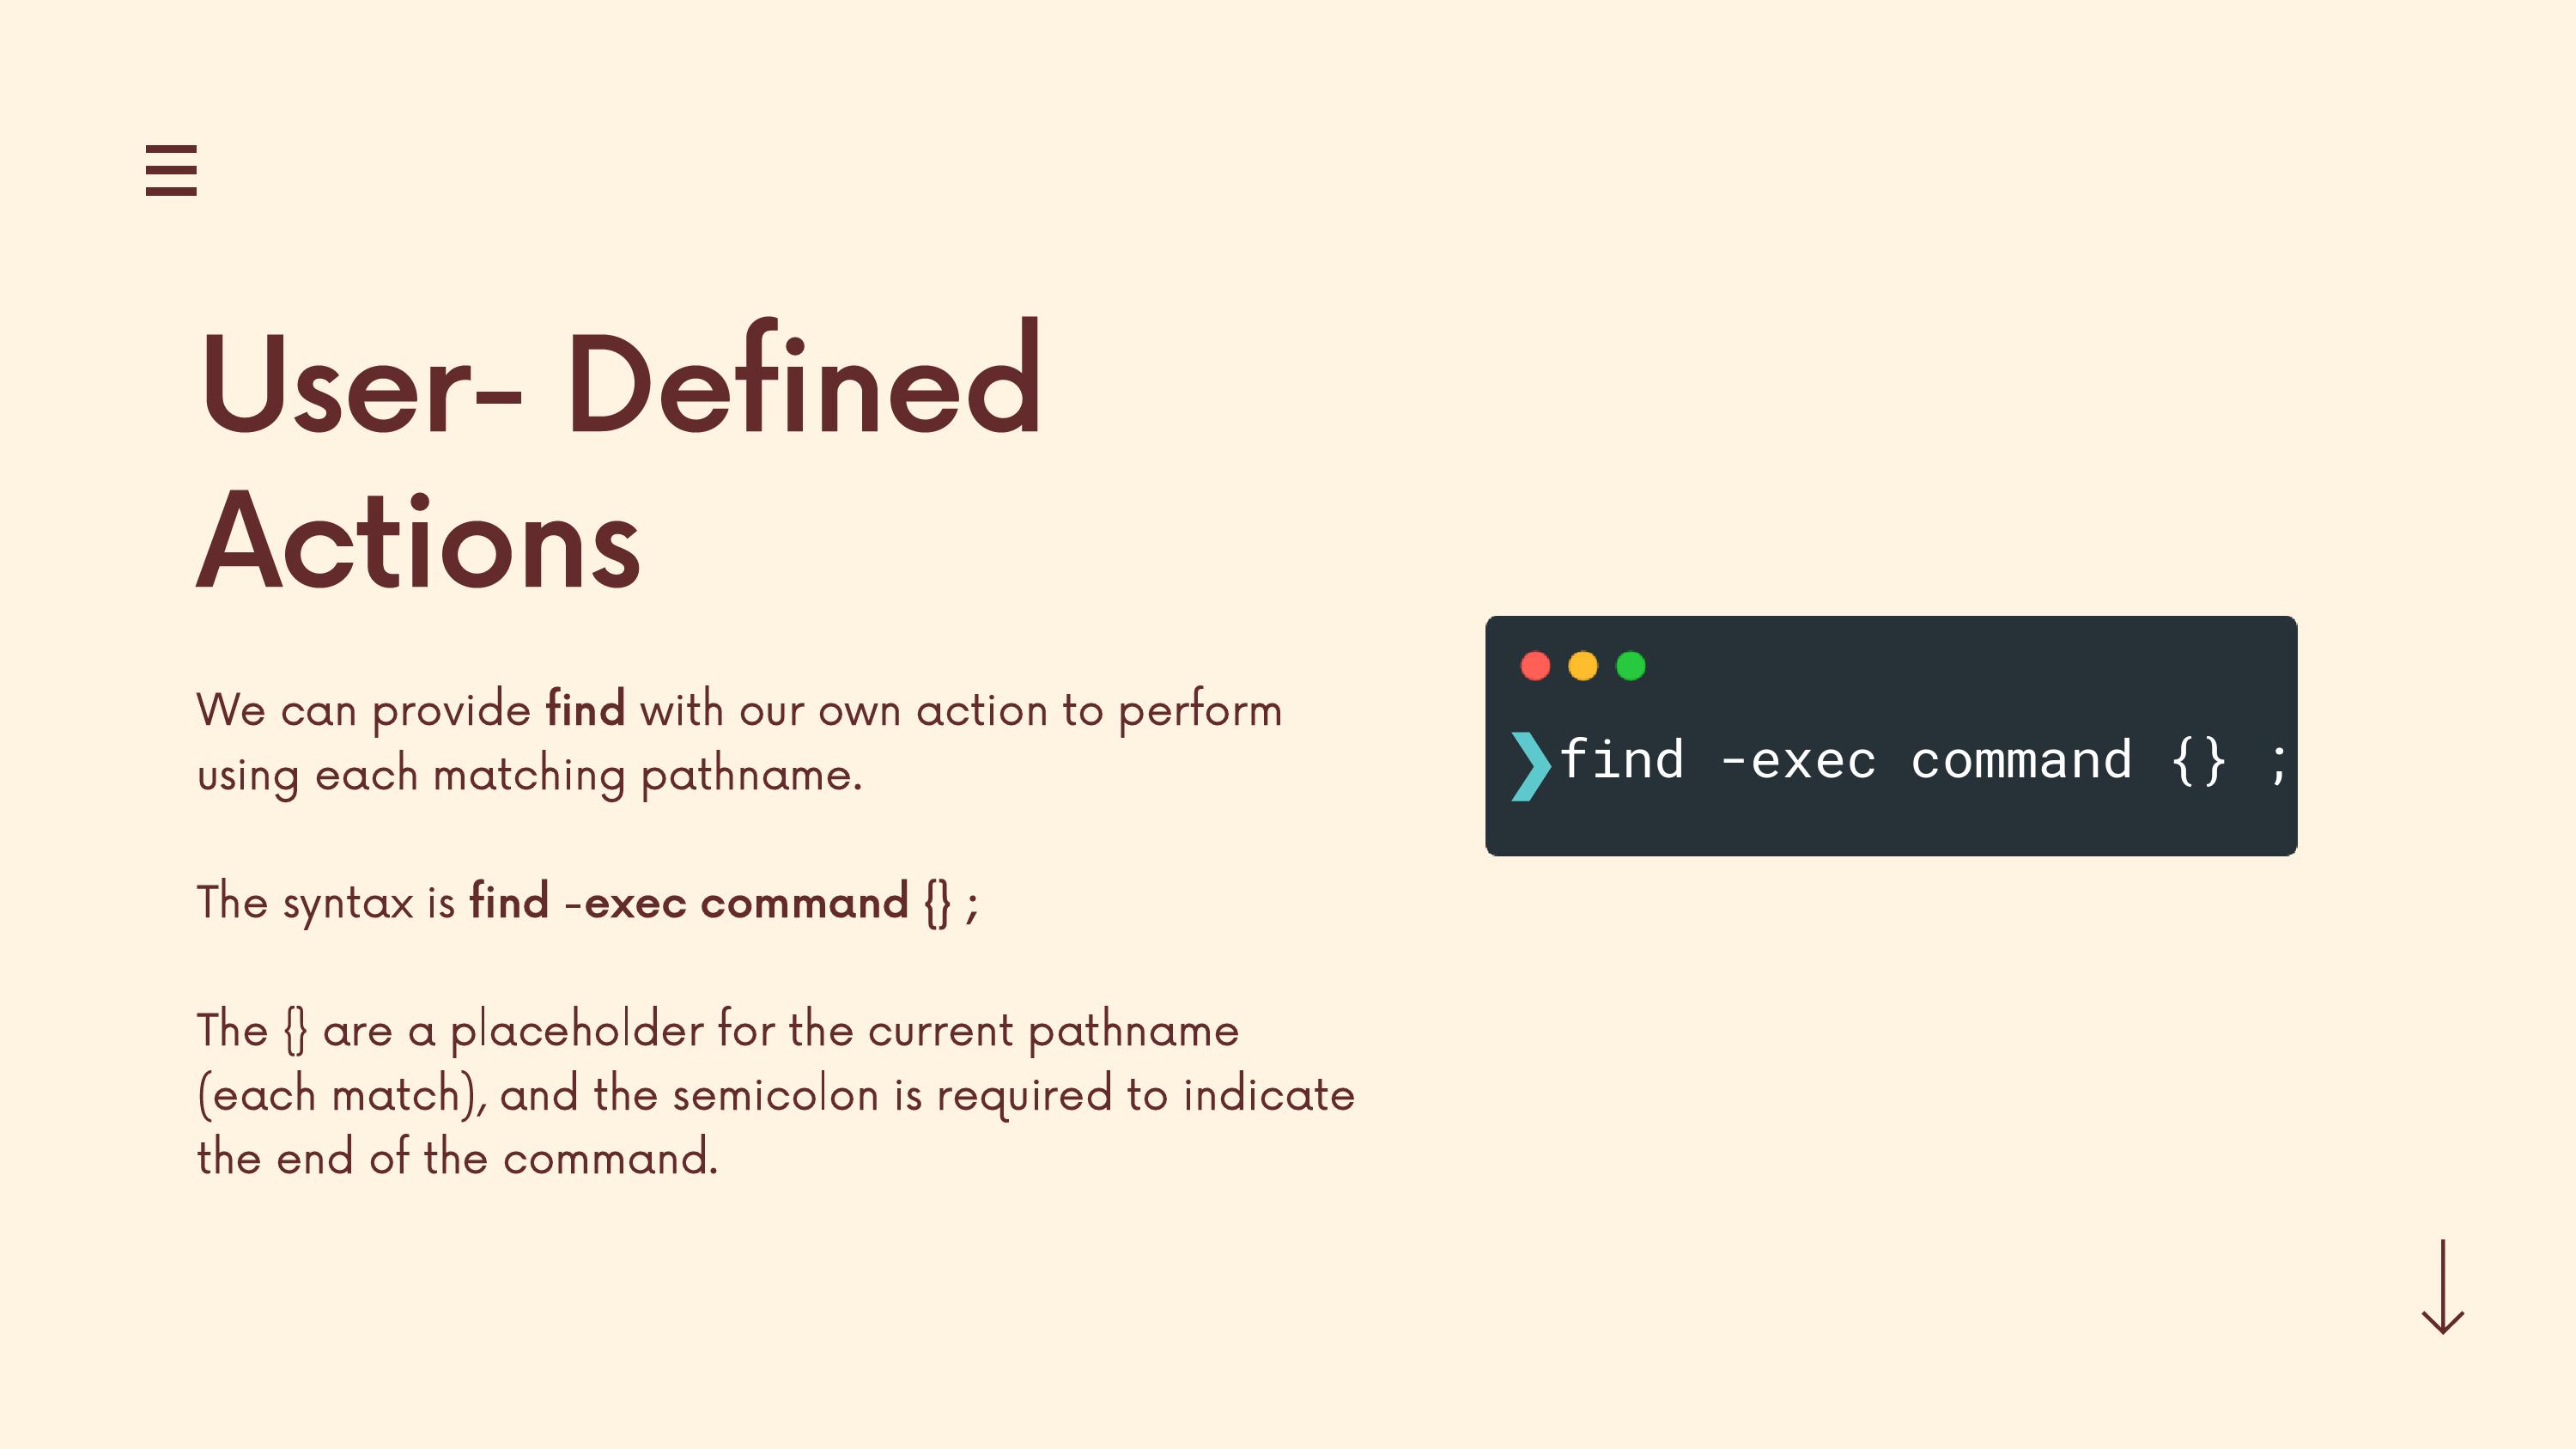 User- Defined
Actions
We can provide find with our own action to perform
using each matching pathname.
The syntax is find -exec command {} ;
The {} are a placeholder for the current pathname
(each match), and the semicolon is required to indicate
the end of the command.
❯find -exec command {} ;